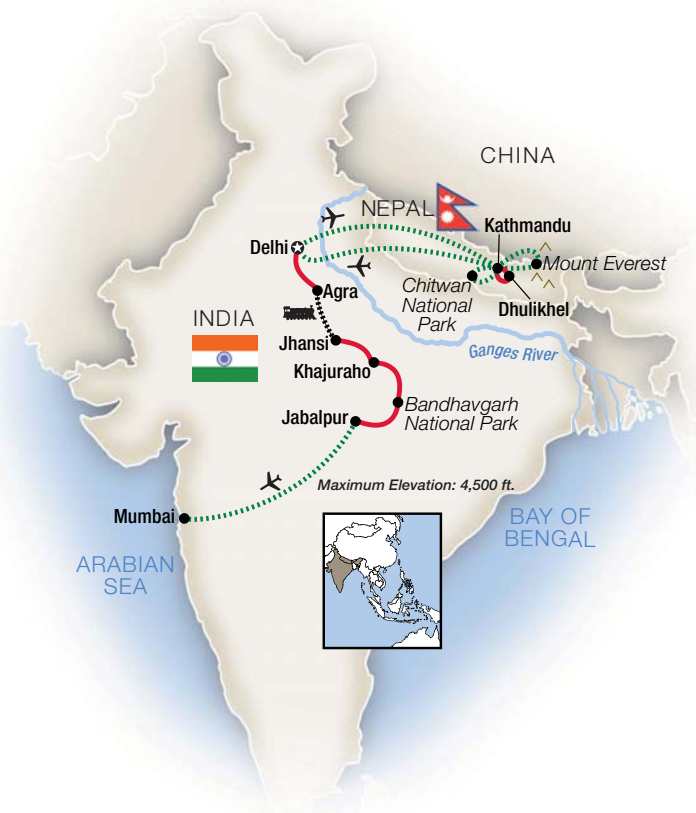 CHINA
NEPAL
Kathmandu
Delhi
Mount Everest
Chitwan
National
Park
Dhulikhel
Agra
INDIA
Jhansi
Ganges River
Khajuraho
Bandhavgarh
National Park
Jabalpur
Maximum Elevation: 4,500 ft.
Mumbai
BAY OF
BENGAL
ARABIAN
SEA